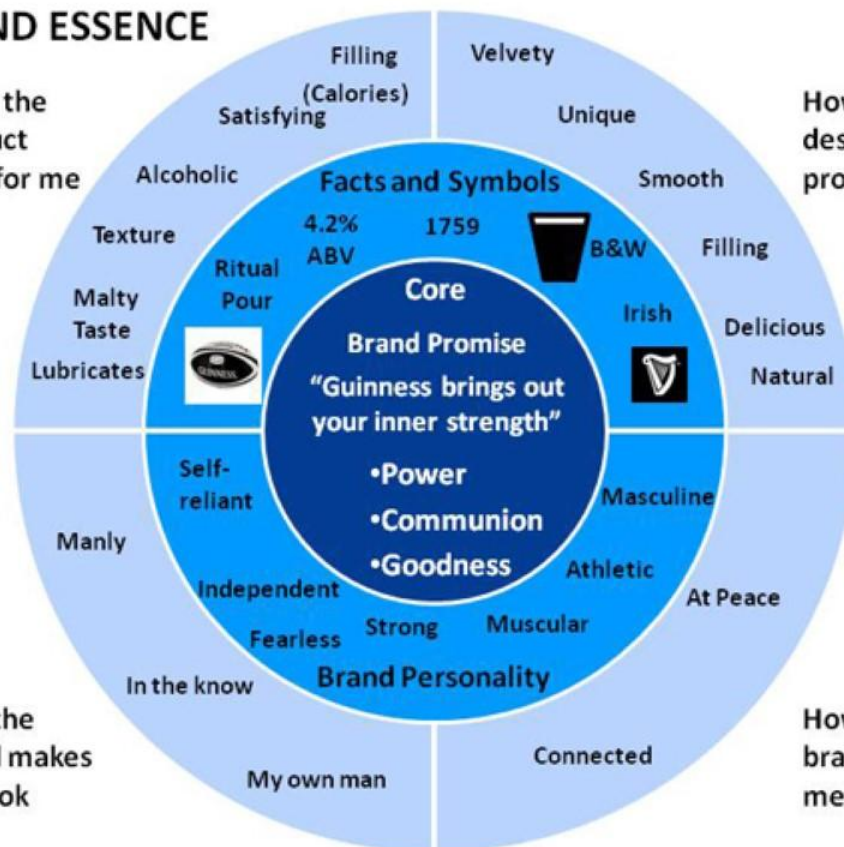 ND ESSENCE
the
uct
for me
Filling
(Calories)
Satisfying
Alcoholic
Texture
Malty
Taste
Lubricates
Velvety
Unique
Smooth
Filling
Delicious
Natural
How
des
pro
Facts and Symbols
4.2%
ABV
1759
B&W
Ritual
Pour
Irish
GUINNESS
Core
Brand Promise
“Guinness brings out
your inner strength”
•Power
•Communion
•Goodness
Self-
reliant
Independent
Fearless
Strong
Muscular
Athletic
Masculine
Brand Personality
Manly
In the know
My own man
At Peace
Connected
the
makes
ok
How
bra
me